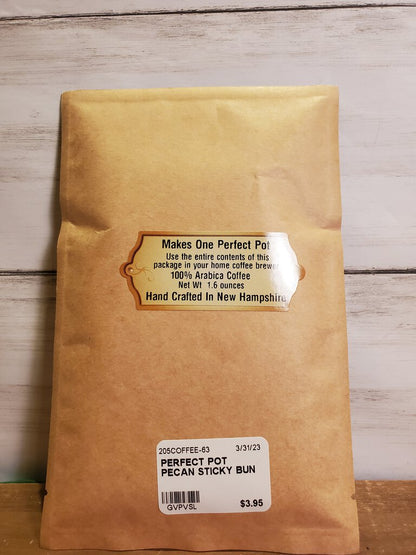 Makes One Perfect Pot
Use the entire contents of this
package in your home coffee brewer
100% Arabica Coffee
Net Wt 1.6 ounces
Hand Crafted In New Hampshire
205COFFEE-63 3/31/23
PERFECT POT
PECAN STICKY BUN
GVPVSL $3.95